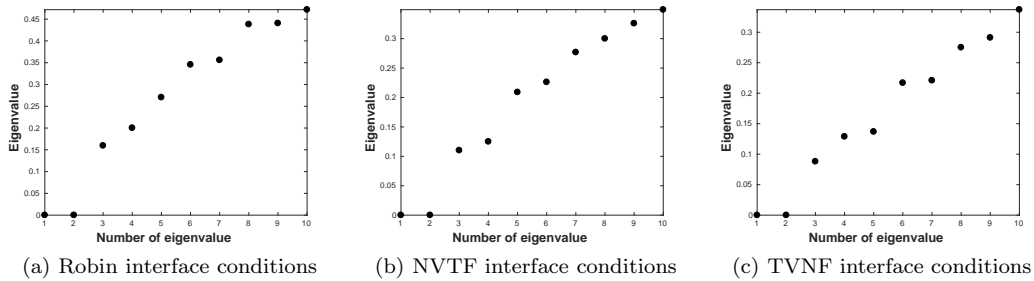 0.45
0.4
0.35
0.3
0.25
0.2
0.15
0.1
0.05
0
1 2 3 4 5 6 7 8 9 10
Eigenvalue
Number of eigenvalue
(a) Robin interface conditions
0.3
0.25
0.2
0.15
0.1
0.05
0
1 2 3 4 5 6 7 8 9 10
Eigenvalue
Number of eigenvalue
(b) NVTF interface conditions
0.3
0.25
0.2
0.15
0.1
0.05
0
1 2 3 4 5 6 7 8 9 10
Eigenvalue
Number of eigenvalue
(c) TVNF interface conditions